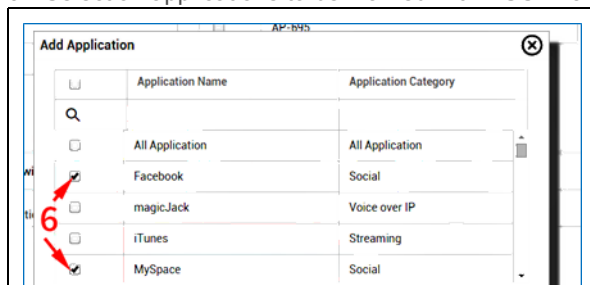 AP-695
Add Application
Application Name Application Category
All Application All Application
Facebook Social
magicJack Voice over IP
6
iTunes Streaming
MySpace Social